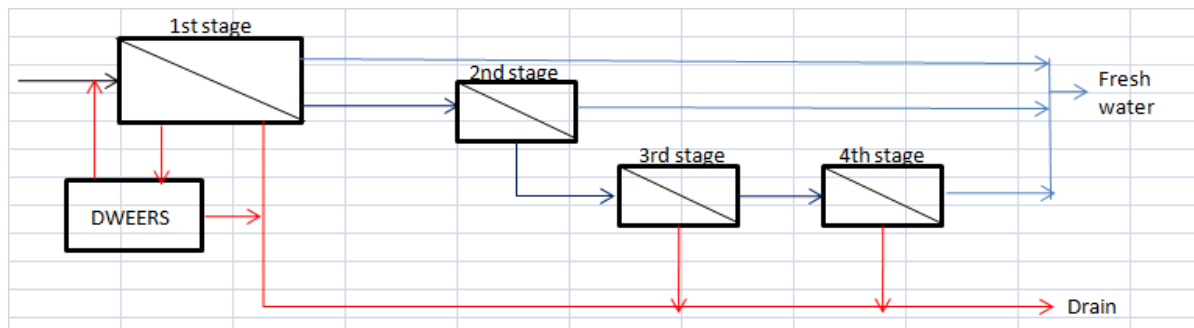 1st stage
2nd stage
Fresh
water
3rd stage
4th stage
DWEERS
Drain